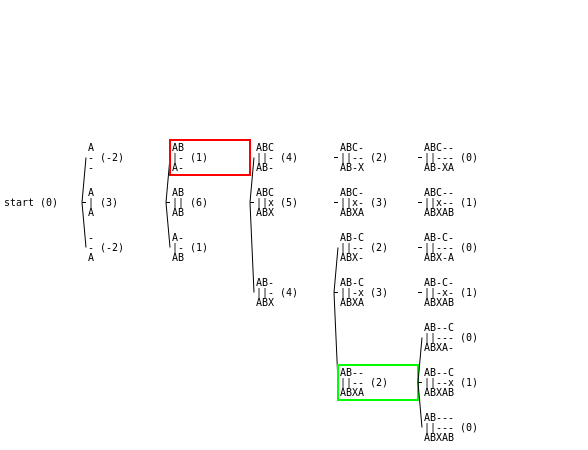 A AB ABC ABC- ABC--
- (-2) |- (1) ||- (4) ||-- (2) ||--- (0)
- A- AB- AB-X AB-XA
A AB ABC ABC- ABC--
start (0) | (3) || (6) ||x (5) ||x- (3) ||x-- (1)
A AB ABX ABXA ABXAB
- A- AB-C AB-C-
- (-2) |- (1) ||-- (2) ||--- (0)
A AB ABX- ABX-A
AB- AB-C AB-C-
||- (4) ||-x (3) ||-x- (1)
ABX ABXA ABXAB
AB--C
||--- (0)
ABXA-
AB-- AB--C
||-- (2) ||--x (1)
ABXA ABXAB
AB---
||--- (0)
ABXAB